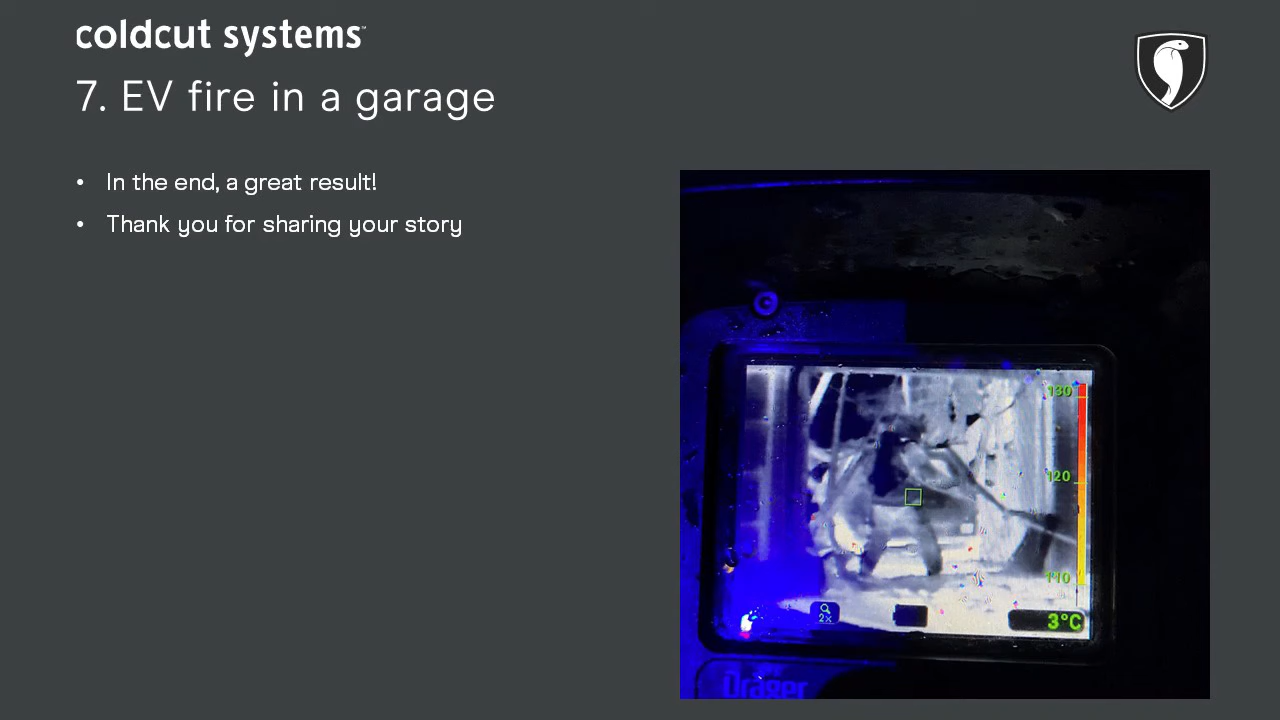 coldcut systems™
7. EV fire in a garage
• In the end, a great result!
• Thank you for sharing your story
130
120
110
2X
3°C
Dräger